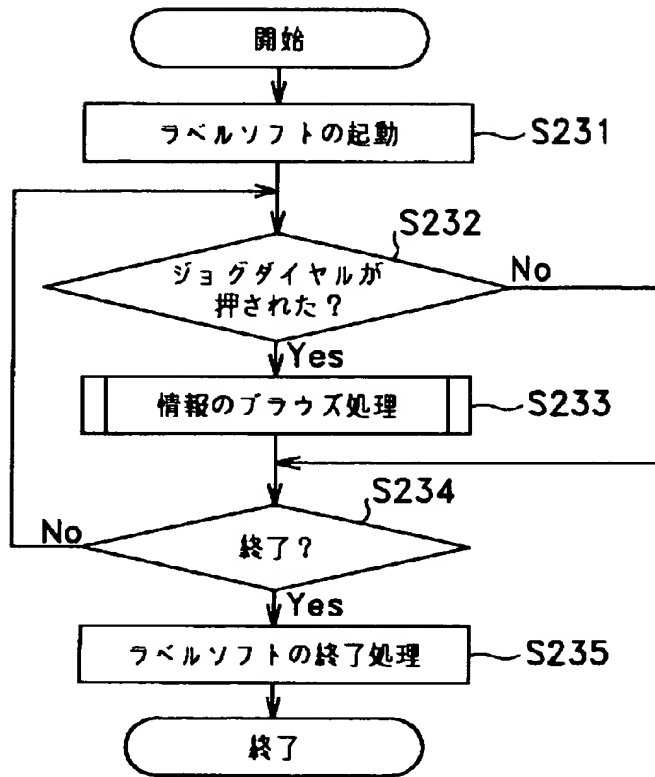 開始
ラベルソフトの起動
S231
S232
ジョグダイヤルが
押された?
No
Yes
情報のブラウズ処理
S233
S234
No
終了?
Yes
ラベルソフトの終了処理
S235
終了